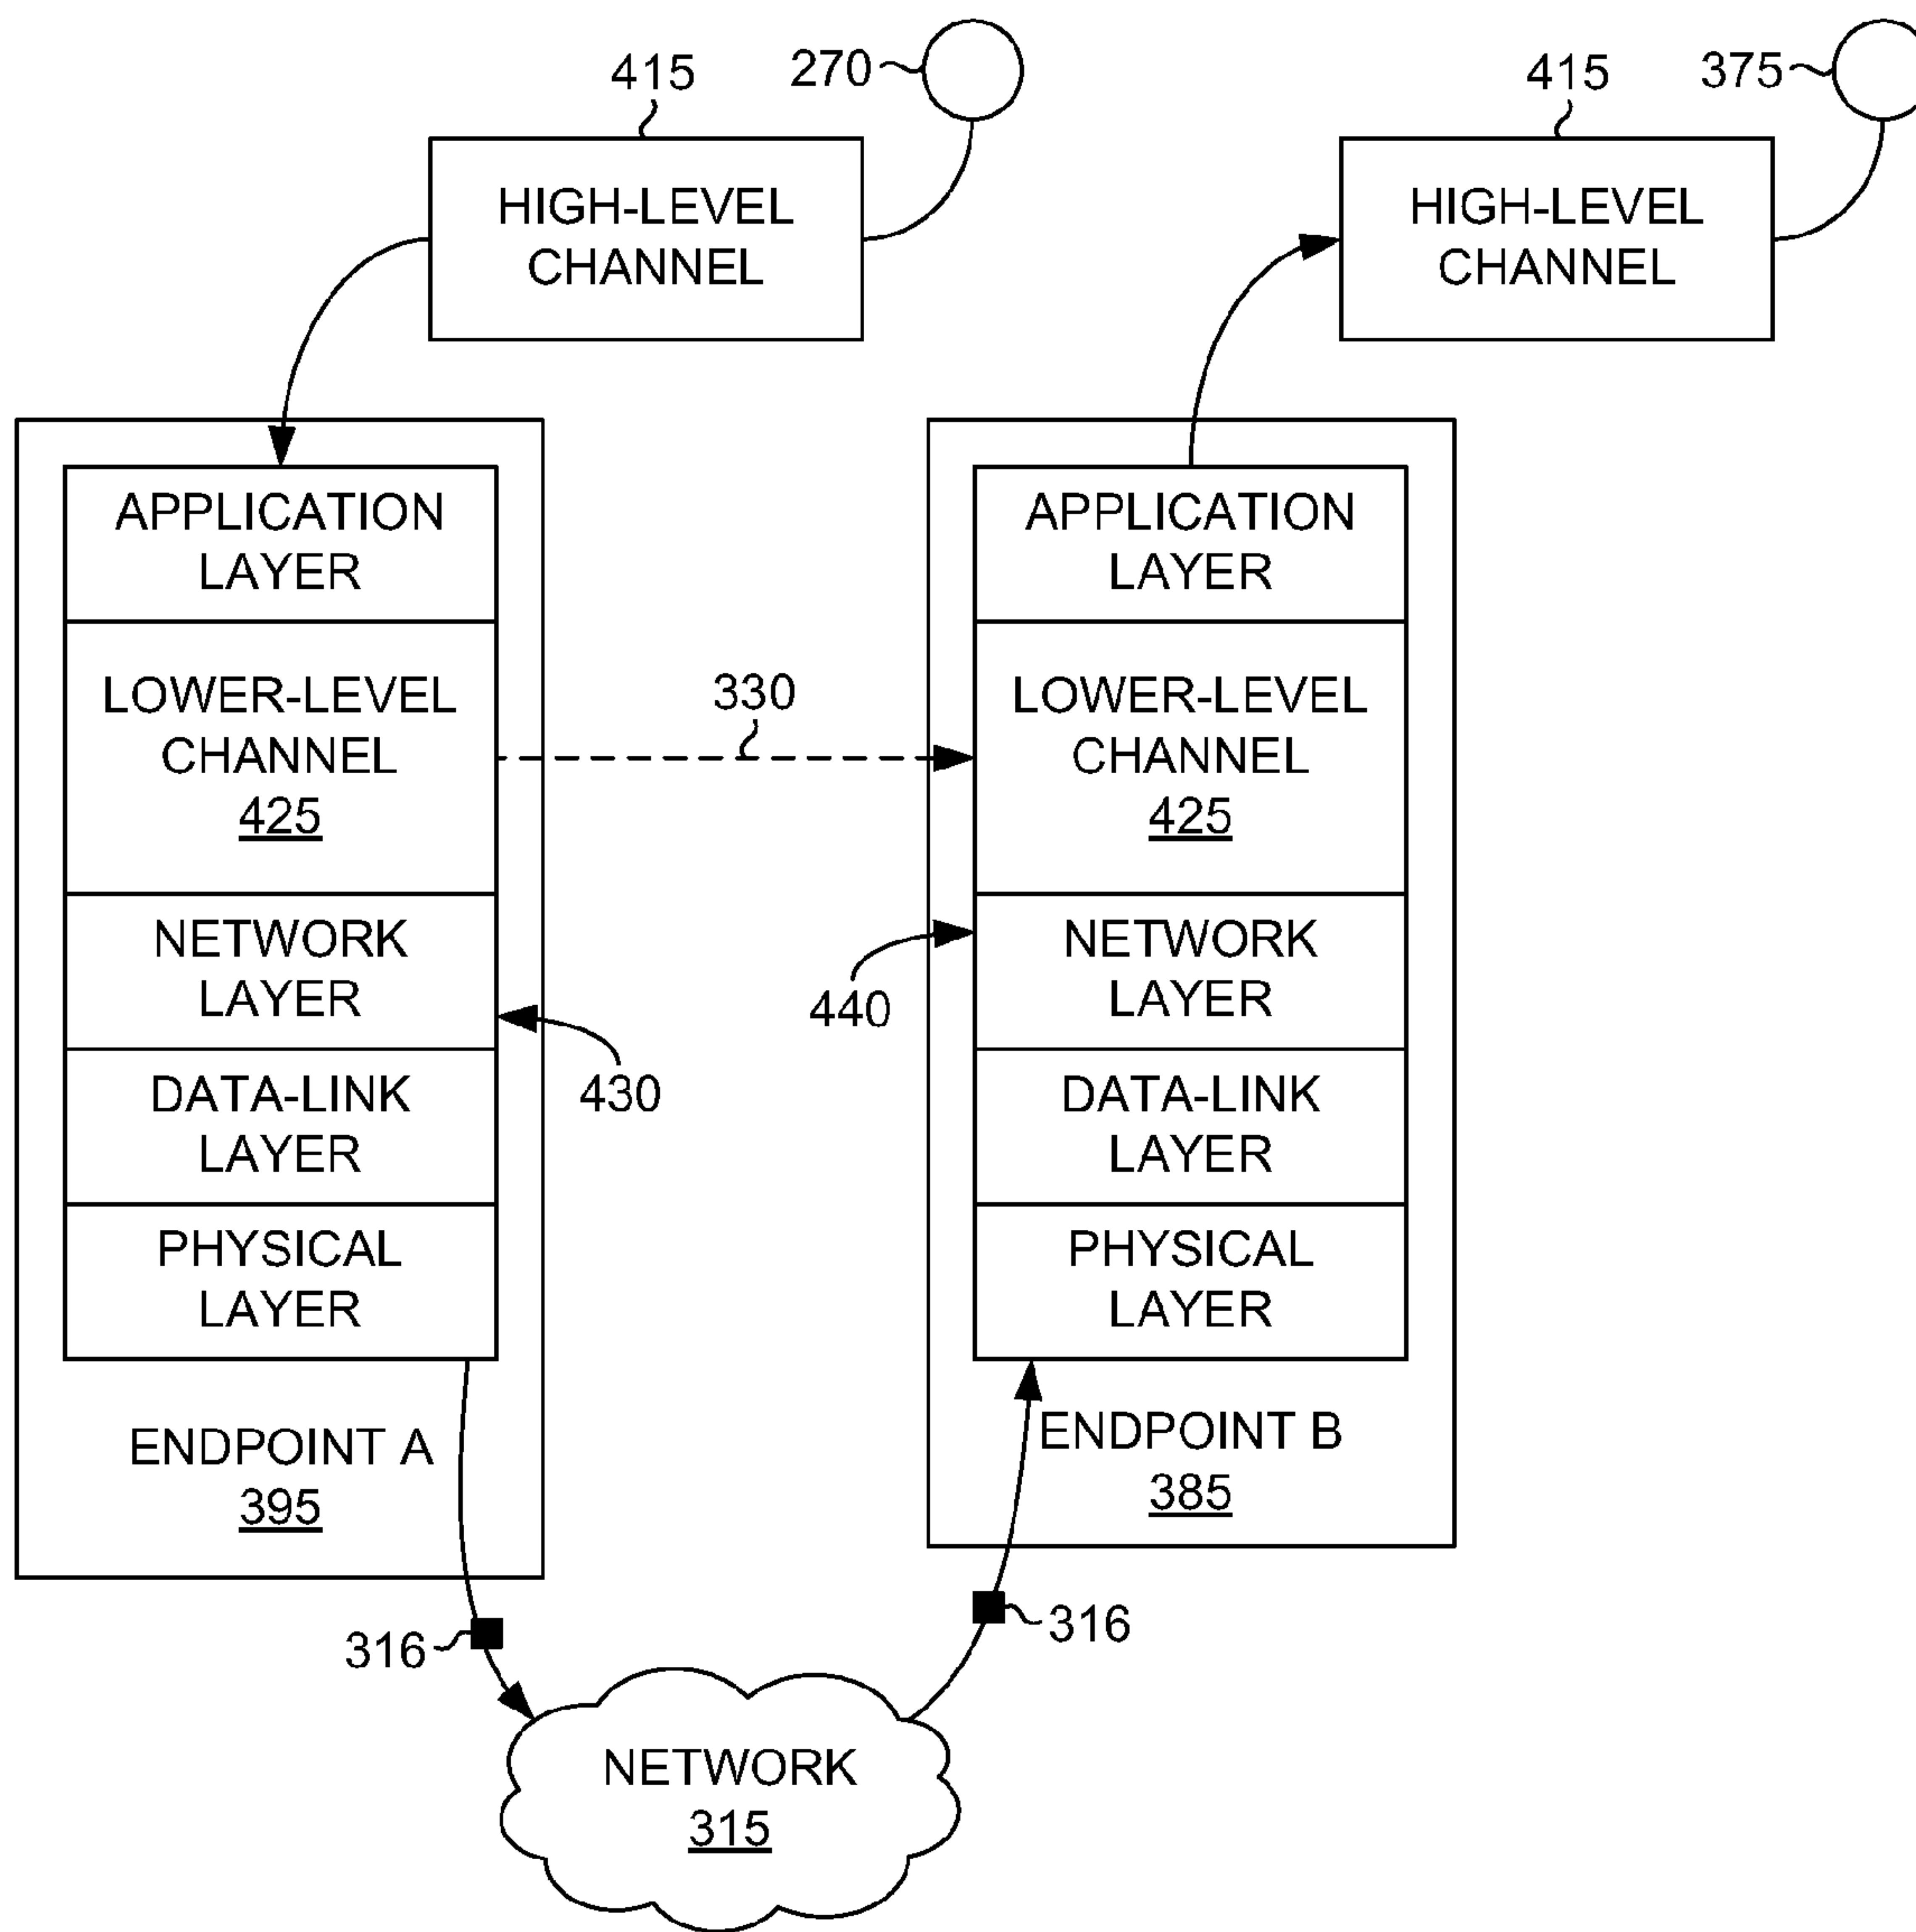 415
270
HIGH-LEVEL
CHANNEL
415
375
HIGH-LEVEL
CHANNEL
APPLICATION
LAYER
LOWER-LEVEL
CHANNEL
425
NETWORK
LAYER
DATA-LINK
LAYER
PHYSICAL
LAYER
ENDPOINT A
395
330
430
440
APPLICATION
LAYER
LOWER-LEVEL
CHANNEL
425
NETWORK
LAYER
DATA-LINK
LAYER
PHYSICAL
LAYER
ENDPOINT B
385
316
316
NETWORK
315